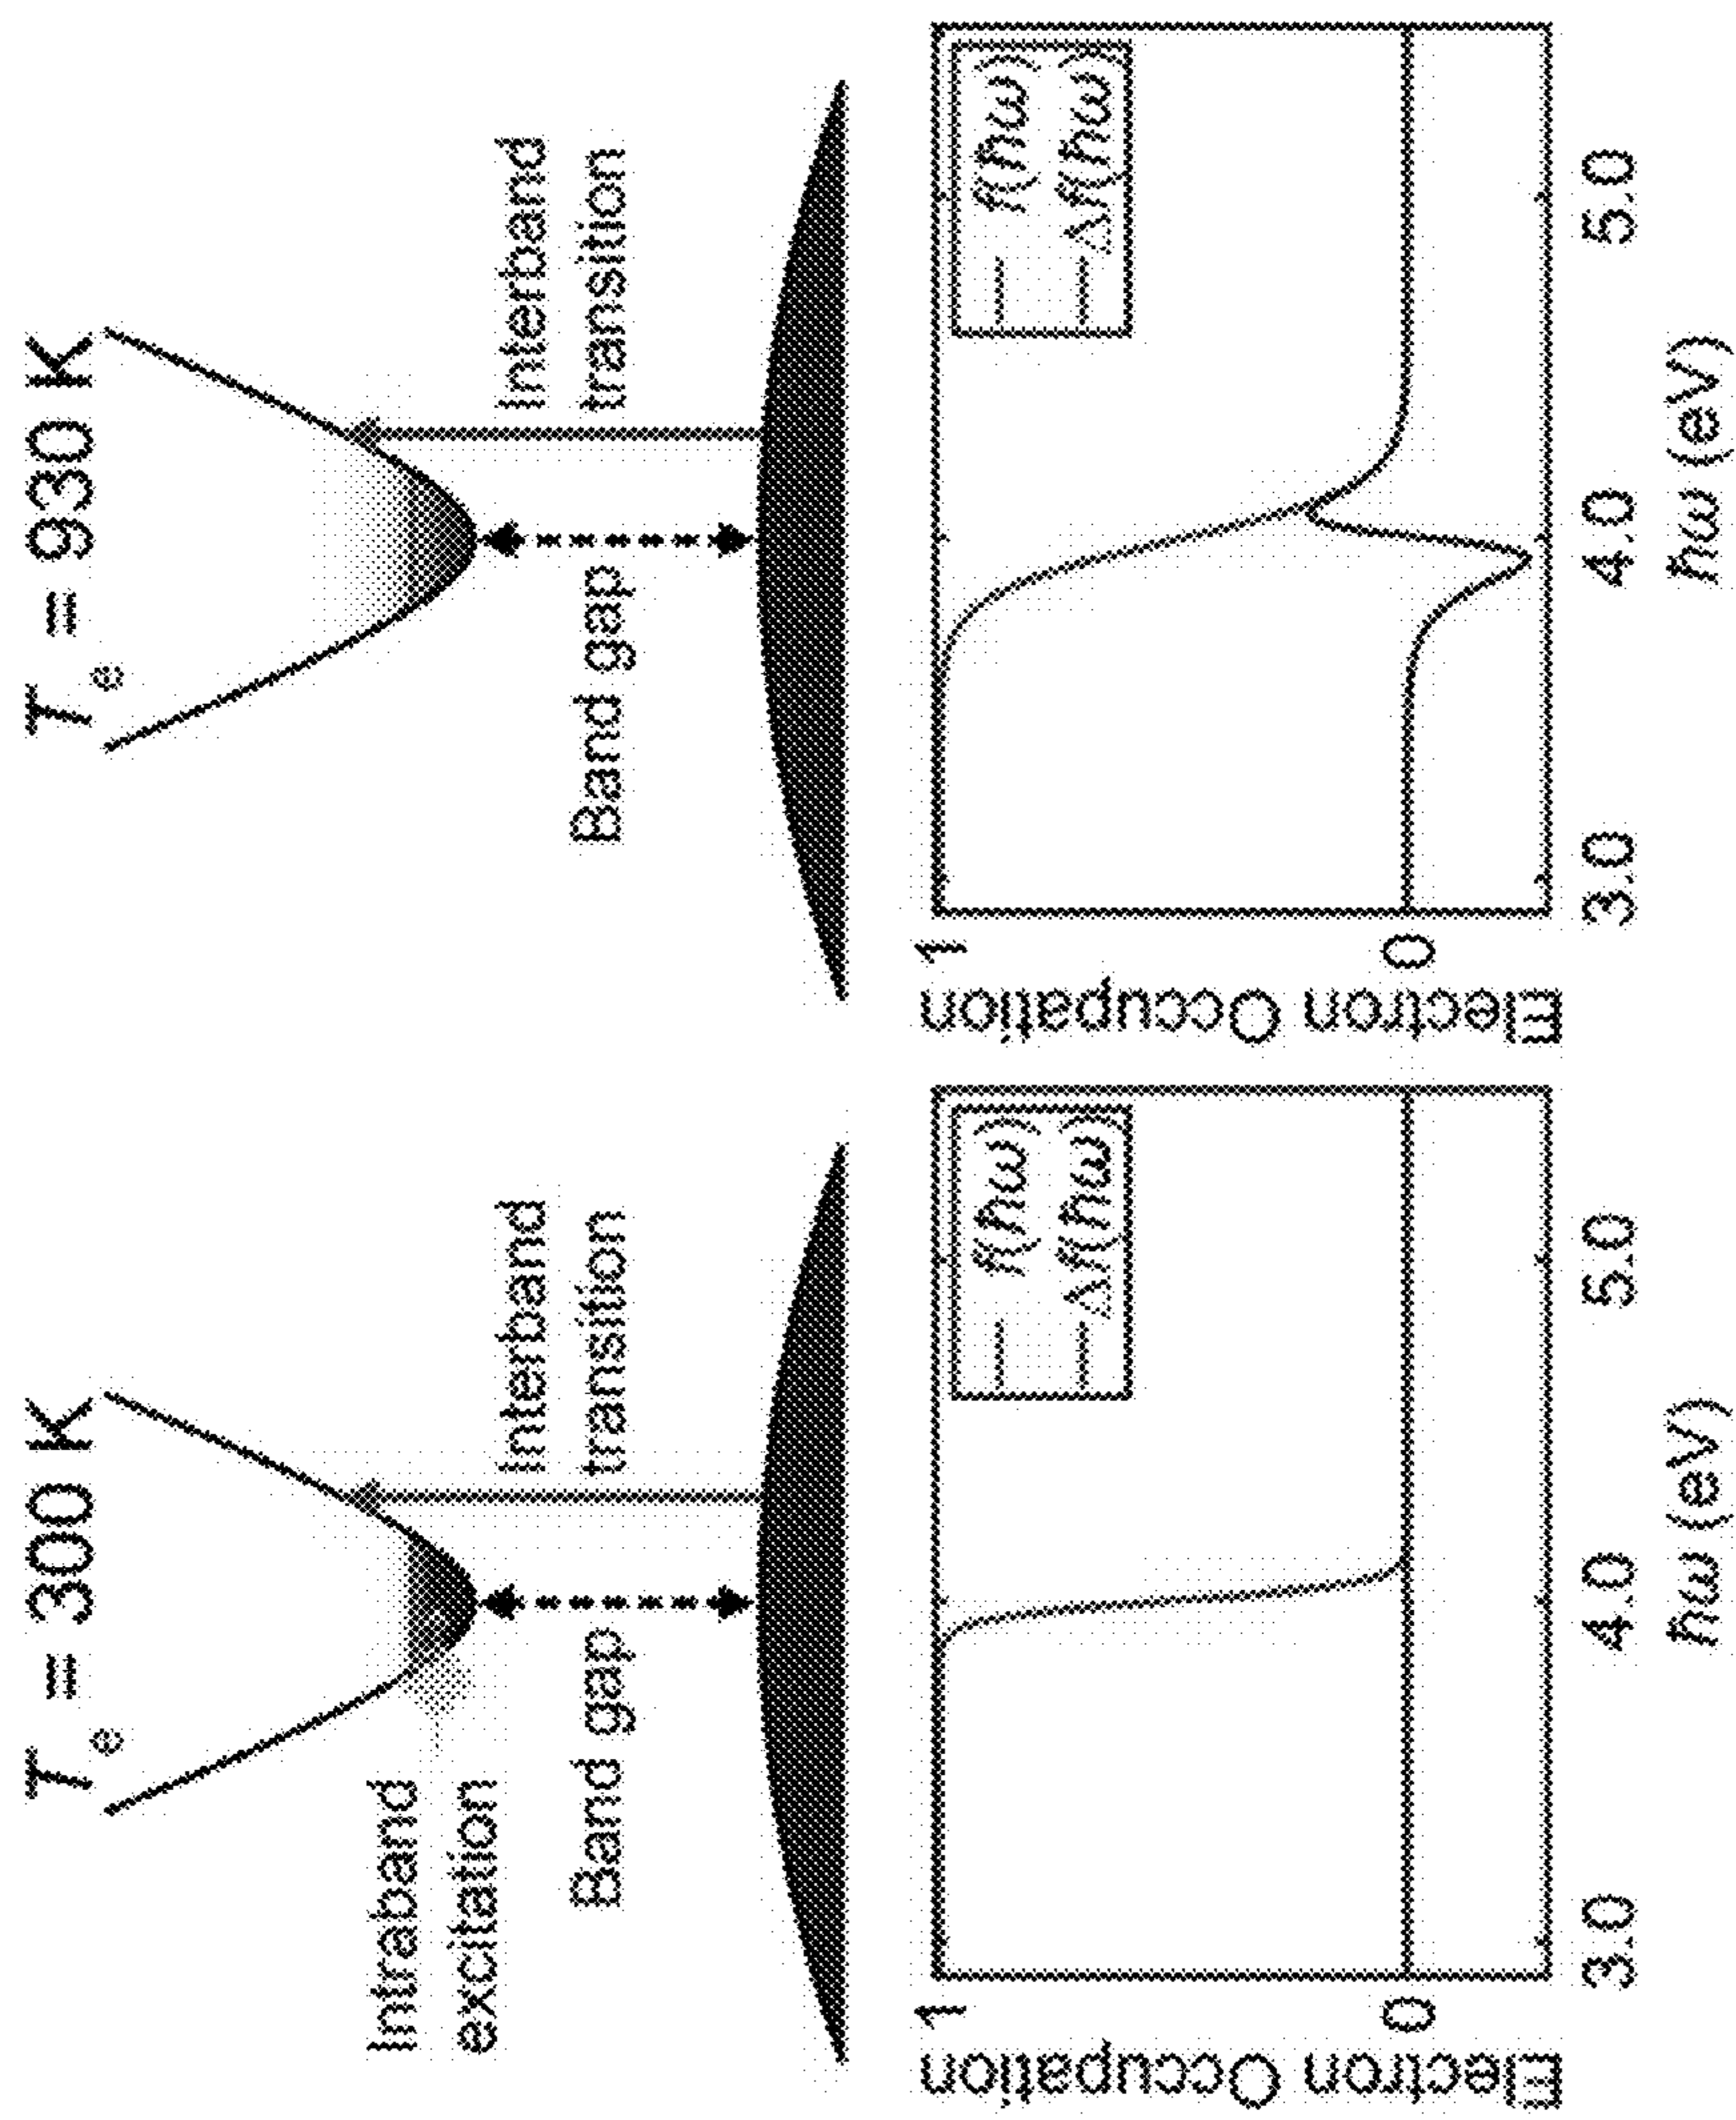 Tₑ = 300 K
Intraband
excitation
Band gap
Interband
transition
Electron Occupation
1
0
f(ħω)
Δf(ħω)
3.0
4.0
5.0
ħω (eV)
Tₑ = 930 K
Band gap
Interband
transition
Electron Occupation
1
0
f(ħω)
Δf(ħω)
3.0
4.0
5.0
ħω (eV)